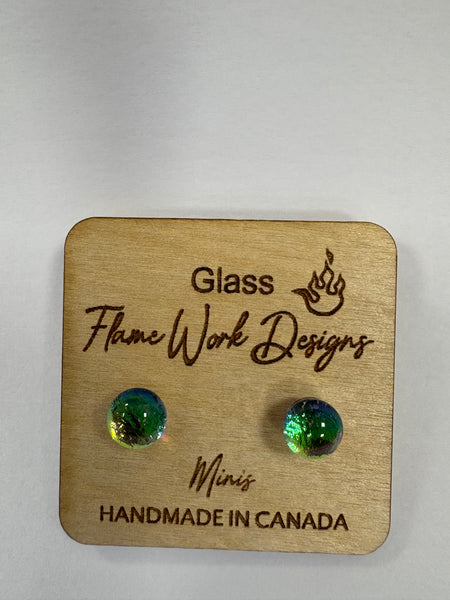 Glass
Flame Work Designs
Minis
HANDMADE IN CANADA